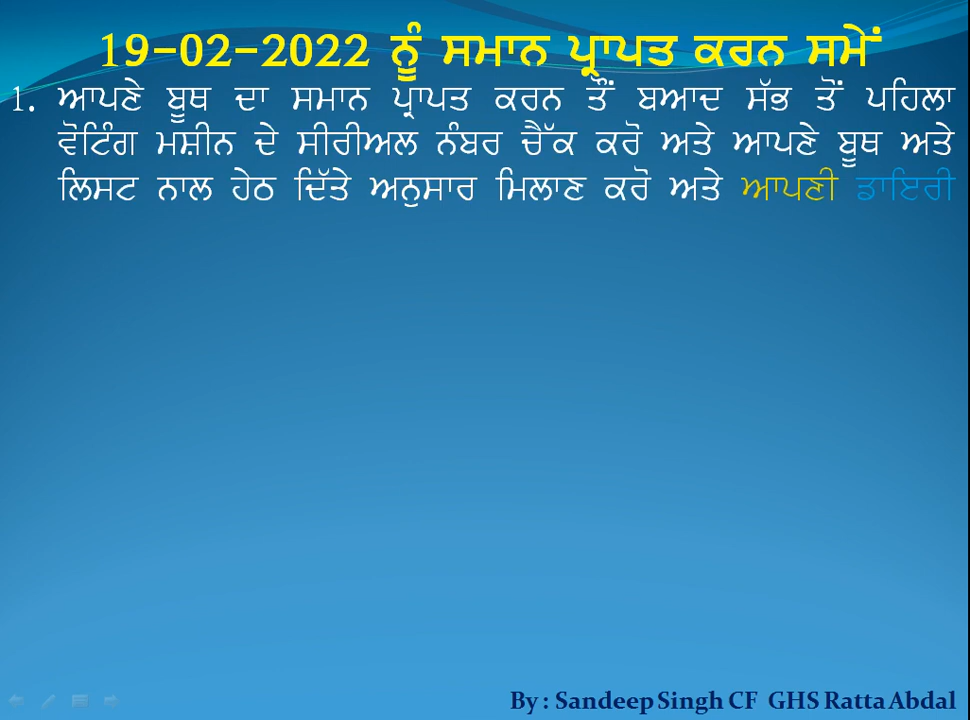 19-02-2022 ਨੂੰ ਸਮਾਨ ਪ੍ਰਾਪਤ ਕਰਨ ਸਮੇਂ
1. ਆਪਣੇ ਬੂਥ ਦਾ ਸਮਾਨ ਪ੍ਰਾਪਤ ਕਰਨ ਤੌਂ ਬਆਦ ਸੱਭ ਤੋਂ ਪਹਿਲਾ
ਵੋਟਿੰਗ ਮਸ਼ੀਨ ਦੇ ਸੀਰੀਅਲ ਨੰਬਰ ਚੈੱਕ ਕਰੋ ਅਤੇ ਆਪਣੇ ਬੂਥ ਅਤੇ
ਲਿਸਟ ਨਾਲ ਹੇਠ ਦਿੱਤੇ ਅਨੁਸਾਰ ਮਿਲਾਣ ਕਰੋ ਅਤੇ ਆਪਣੀ ਡਾਇਰੀ
By : Sandeep Singh CF GHS Ratta Abdal